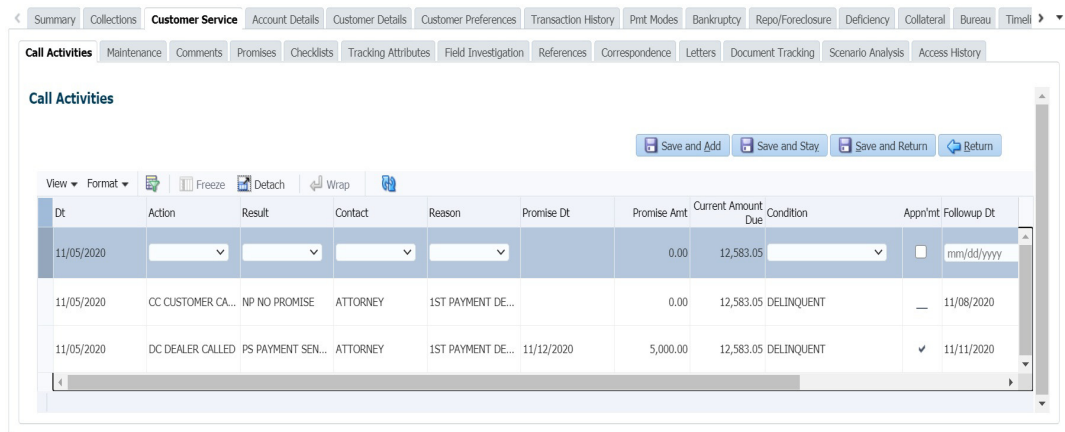 Summary Collections Customer Service Account Details Customer Details Customer Preferences Transaction History Pmt Modes Bankruptcy Repo/Foreclosure Deficiency Collateral Bureau Timeli
Call Activities Maintenance Comments Promises Checklists Tracking Attributes Field Investigation References Correspondence Letters Document Tracking Scenario Analysis Access History
Call Activities
Save and Add Save and Stay Save and Return Return
View Format Freeze Detach Wrap
Dt Action Result Contact Reason Promise Dt Promise Amt Current Amount Due Condition Appn'mt Followup Dt
11/05/2020 0.00 12,583.05 mm/dd/yyyy
11/05/2020 CC CUSTOMER CA... NP NO PROMISE ATTORNEY 1ST PAYMENT DE... 0.00 12,583.05 DELINQUENT 11/08/2020
11/05/2020 DC DEALER CALLED PS PAYMENT SEN... ATTORNEY 1ST PAYMENT DE... 11/12/2020 5,000.00 12,583.05 DELINQUENT 11/11/2020